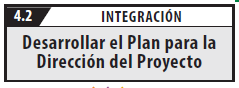 4.2 INTEGRACIÓN
Desarrollar el Plan para la
Dirección del Proyecto